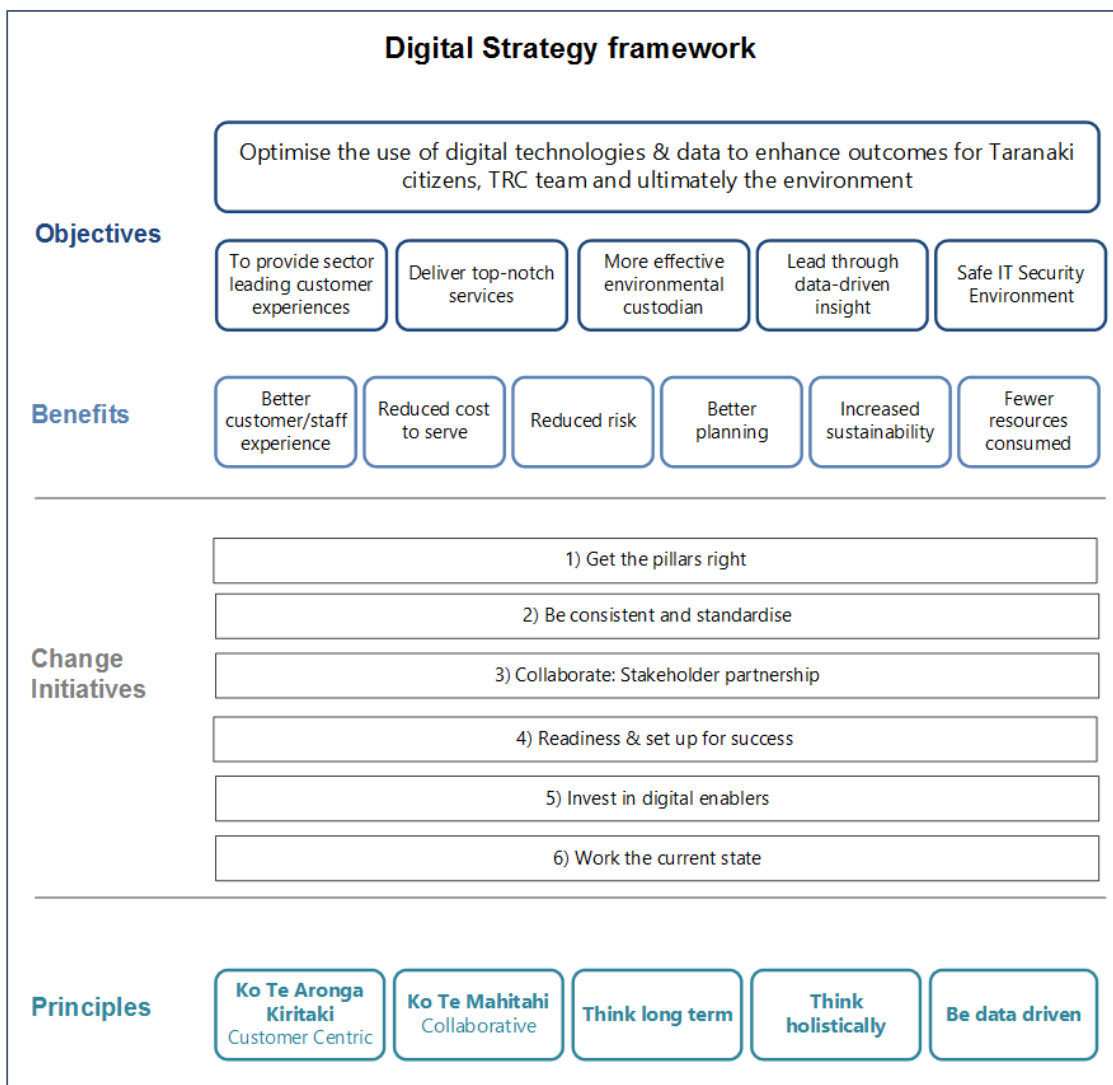 Digital Strategy framework
Optimise the use of digital technologies & data to enhance outcomes for Taranaki
citizens, TRC team and ultimately the environment
Objectives
To provide sector
leading customer
experiences
Deliver top-notch
services
More effective
environmental
custodian
Lead through
data-driven
insight
Safe IT Security
Environment
Benefits
Better
customer/staff
experience
Reduced cost
to serve
Reduced risk
Better
planning
Increased
sustainability
Fewer
resources
consumed
Change
Initiatives
1) Get the pillars right
2) Be consistent and standardise
3) Collaborate: Stakeholder partnership
4) Readiness & set up for success
5) Invest in digital enablers
6) Work the current state
Principles
Ko Te Aronga
Kiritaki
Customer Centric
Ko Te Mahitahi
Collaborative
Think long term
Think
holistically
Be data driven